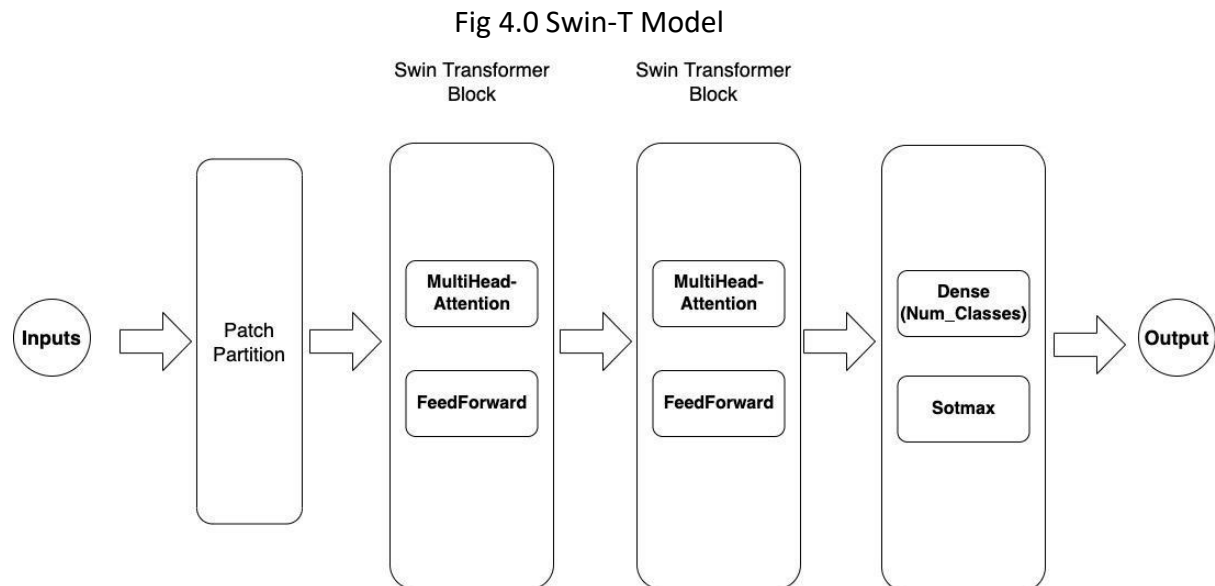 Fig 4.0 Swin-T Model
Swin Transformer
Block
Swin Transformer
Block
Inputs
Patch
Partition
MultiHead-
Attention
FeedForward
MultiHead-
Attention
FeedForward
Dense
(Num_Classes)
Sotmax
Output